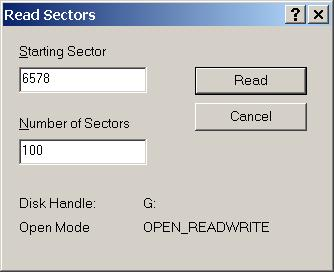 Read Sectors
Starting Sector
6578
Read
Number of Sectors
Cancel
100
Disk Handle: G:
Open Mode OPEN_READWRITE